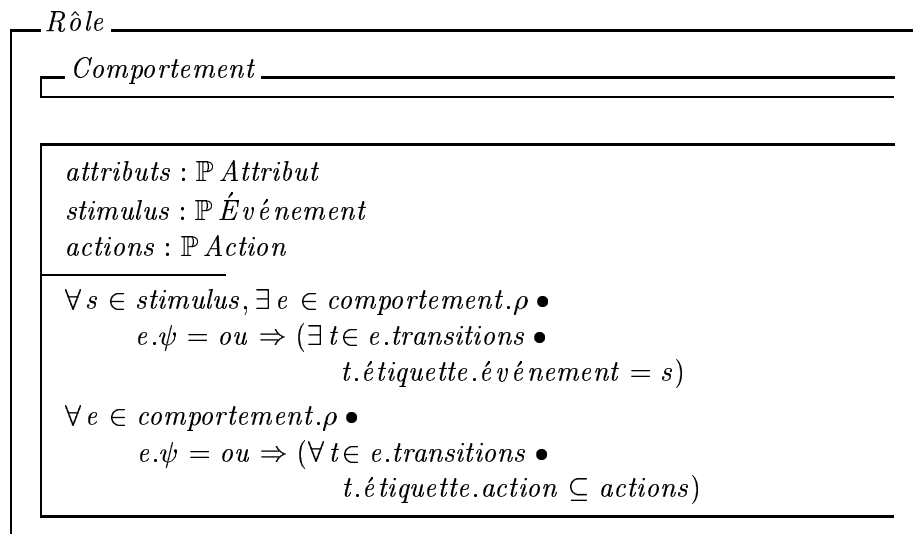 Rôle
Comportement
attributs : ℙ Attribut
stimulus : ℙ Événement
actions : ℙ Action
∀ s ∈ stimulus, ∃ e ∈ comportement.ρ •
e.ψ = ou ⇒ (∃ t ∈ e.transitions •
t.étiquette.événement = s)
∀ e ∈ comportement.ρ •
e.ψ = ou ⇒ (∀ t ∈ e.transitions •
t.étiquette.action ⊆ actions)